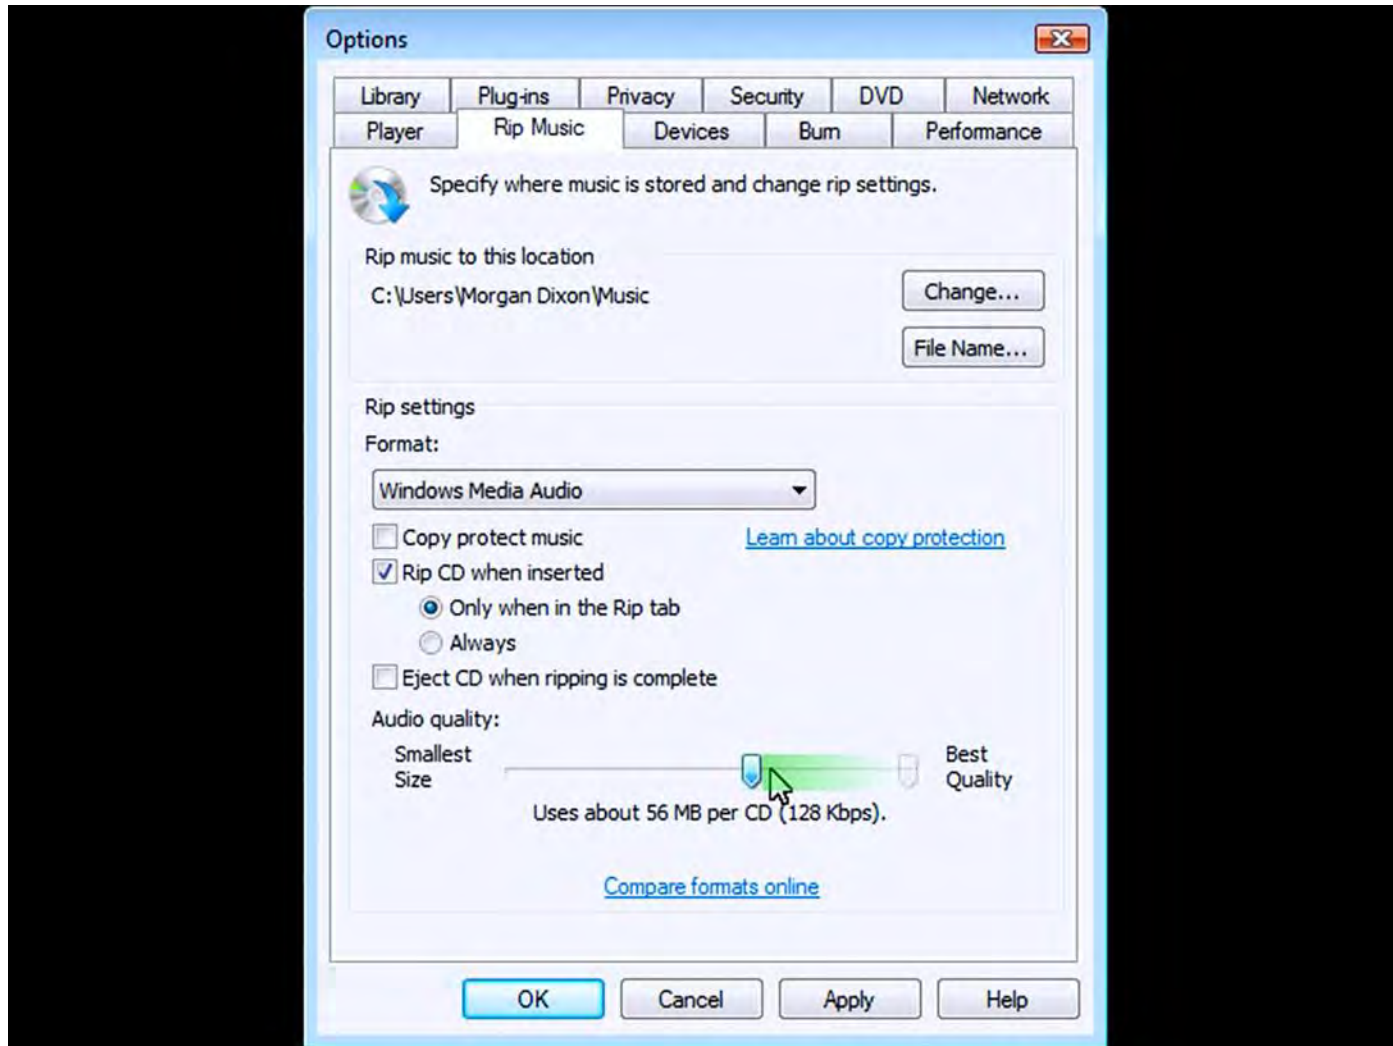 Options
Library Plug-ins Privacy Security DVD Network
Player Rip Music Devices Burn Performance
Specify where music is stored and change rip settings.
Rip music to this location
C:\Users\Morgan Dixon\Music
Change...
File Name...
Rip settings
Format:
Windows Media Audio
Copy protect music Learn about copy protection
Rip CD when inserted
Only when in the Rip tab
Always
Eject CD when ripping is complete
Audio quality:
Smallest
Size
Best
Quality
Uses about 56 MB per CD (128 Kbps).
Compare formats online
OK Cancel Apply Help